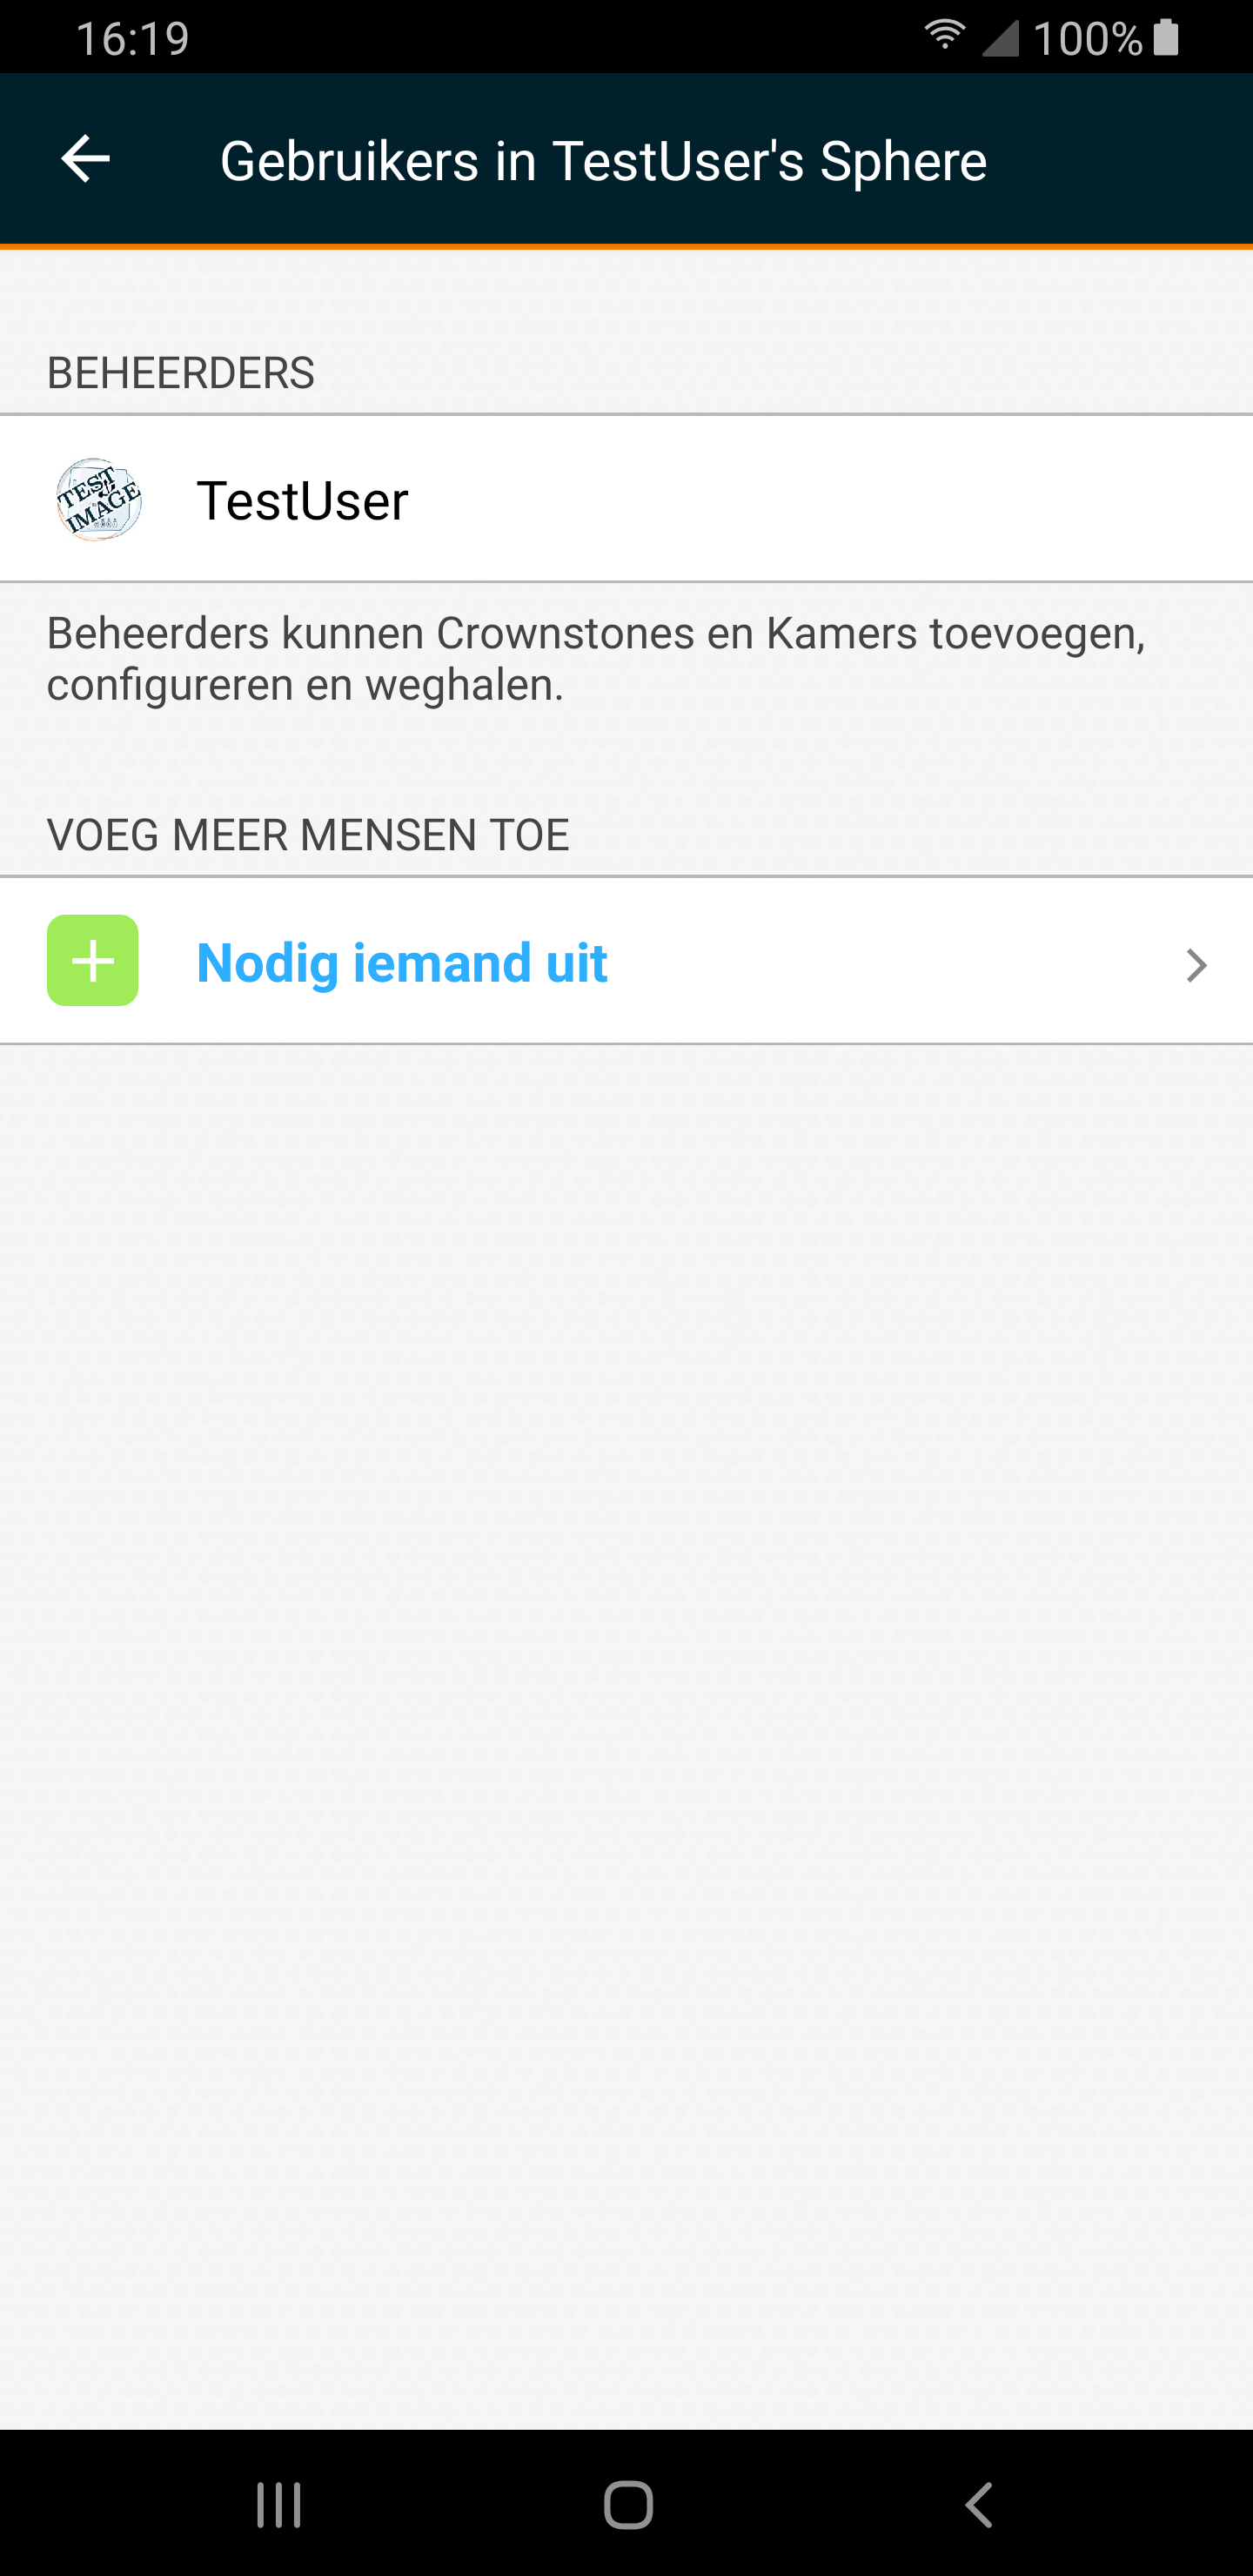 16:19
100%
Gebruikers in TestUser's Sphere
BEHEERDERS
TEST
IMAGE
TestUser
Beheerders kunnen Crownstones en Kamers toevoegen,
configureren en weghalen.
VOEG MEER MENSEN TOE
Nodig iemand uit